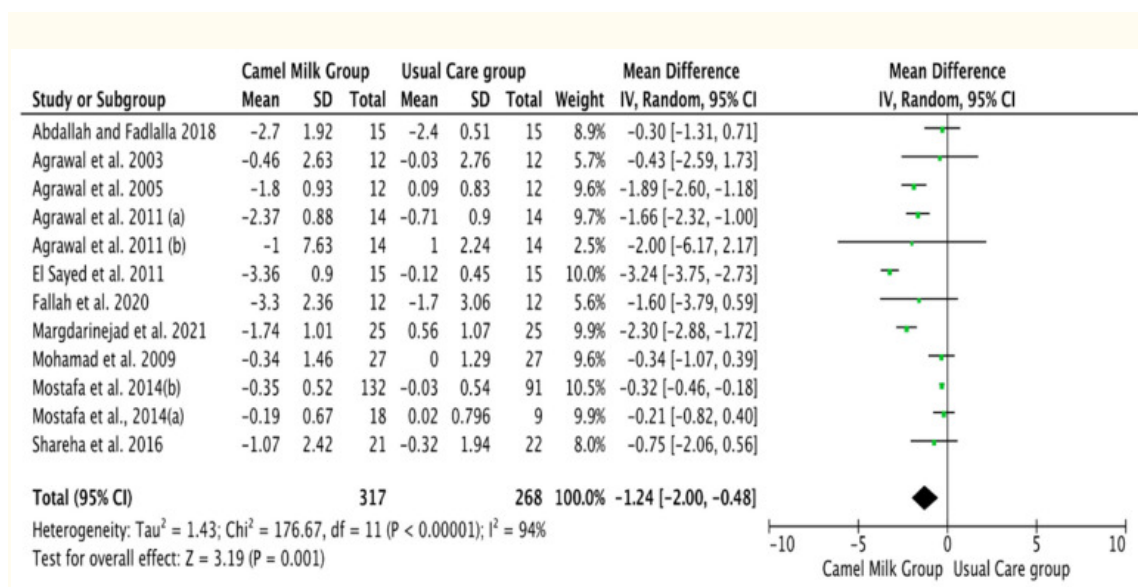 Camel Milk Group Usual Care group Mean Difference Mean Difference
Study or Subgroup Mean SD Total Mean SD Total Weight IV, Random, 95% CI IV, Random, 95% CI
Abdallah and Fadlalla 2018 −2.7 1.92 15 −2.4 0.51 15 8.9% −0.30 [−1.31, 0.71]
Agrawal et al. 2003 −0.46 2.63 12 −0.03 2.76 12 5.7% −0.43 [−2.59, 1.73]
Agrawal et al. 2005 −1.8 0.93 12 0.09 0.83 12 9.6% −1.89 [−2.60, −1.18]
Agrawal et al. 2011 (a) −2.37 0.88 14 −0.71 0.9 14 9.7% −1.66 [−2.32, −1.00]
Agrawal et al. 2011 (b) −1 7.63 14 1 2.24 14 2.5% −2.00 [−6.17, 2.17]
El Sayed et al. 2011 −3.36 0.9 15 −0.12 0.45 15 10.0% −3.24 [−3.75, −2.73]
Fallah et al. 2020 −3.3 2.36 12 −1.7 3.06 12 5.6% −1.60 [−3.79, 0.59]
Margdarinejad et al. 2021 −1.74 1.01 25 0.56 1.07 25 9.9% −2.30 [−2.88, −1.72]
Mohamad et al. 2009 −0.34 1.46 27 0 1.29 27 9.6% −0.34 [−1.07, 0.39]
Mostafa et al. 2014(b) −0.35 0.52 132 −0.03 0.54 91 10.5% −0.32 [−0.46, −0.18]
Mostafa et al., 2014(a) −0.19 0.67 18 0.02 0.796 9 9.9% −0.21 [−0.82, 0.40]
Shareha et al. 2016 −1.07 2.42 21 −0.32 1.94 22 8.0% −0.75 [−2.06, 0.56]
Total (95% CI) 317 268 100.0% −1.24 [−2.00, −0.48]
Heterogeneity: Tau² = 1.43; Chi² = 176.67, df = 11 (P < 0.00001); I² = 94%
Test for overall effect: Z = 3.19 (P = 0.001)
−10 −5 0 5 10
Camel Milk Group Usual Care group